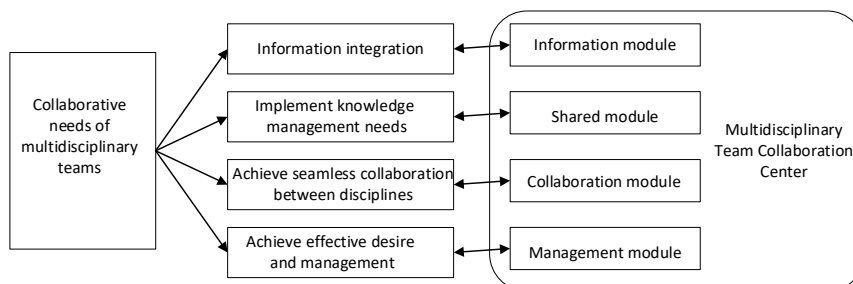 Collaborative
needs of
multidisciplinary
teams
Information integration
Implement knowledge
management needs
Achieve seamless collaboration
between disciplines
Achieve effective desire
and management
Information module
Shared module
Collaboration module
Management module
Multidisciplinary
Team Collaboration
Center